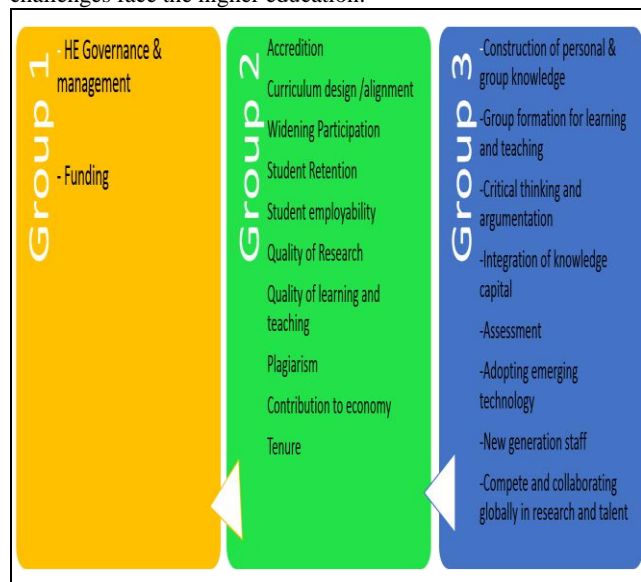 challenges face the higher education.
Group 1
- HE Governance &
management
- Funding
Group 2
Accredition
Curriculum design /alignment
Widening Participation
Student Retention
Student employability
Quality of Research
Quality of learning and
teaching
Plagiarism
Contribution to economy
Tenure
Group 3
-Construction of personal &
group knowledge
-Group formation for learning
and teaching
-Critical thinking and
argumentation
-Integration of knowledge
capital
-Assessment
-Adopting emerging
technology
-New generation staff
-Compete and collaborating
globally in research and talent